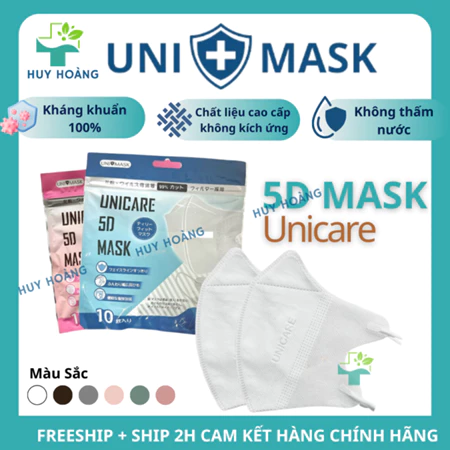 HUY HOÀNG
UNI MASK
Kháng khuẩn
100%
Chất liệu cao cấp
không kích ứng
Không thấm
nước
UNI MASK
UNICARE
5D
MASK
10
HUY HOÀNG
HUY HOÀNG
5D MASK
Unicare
HUY HOÀNG
UNICARE
Màu Sắc
FREESHIP + SHIP 2H CAM KẾT HÀNG CHÍNH HÃNG